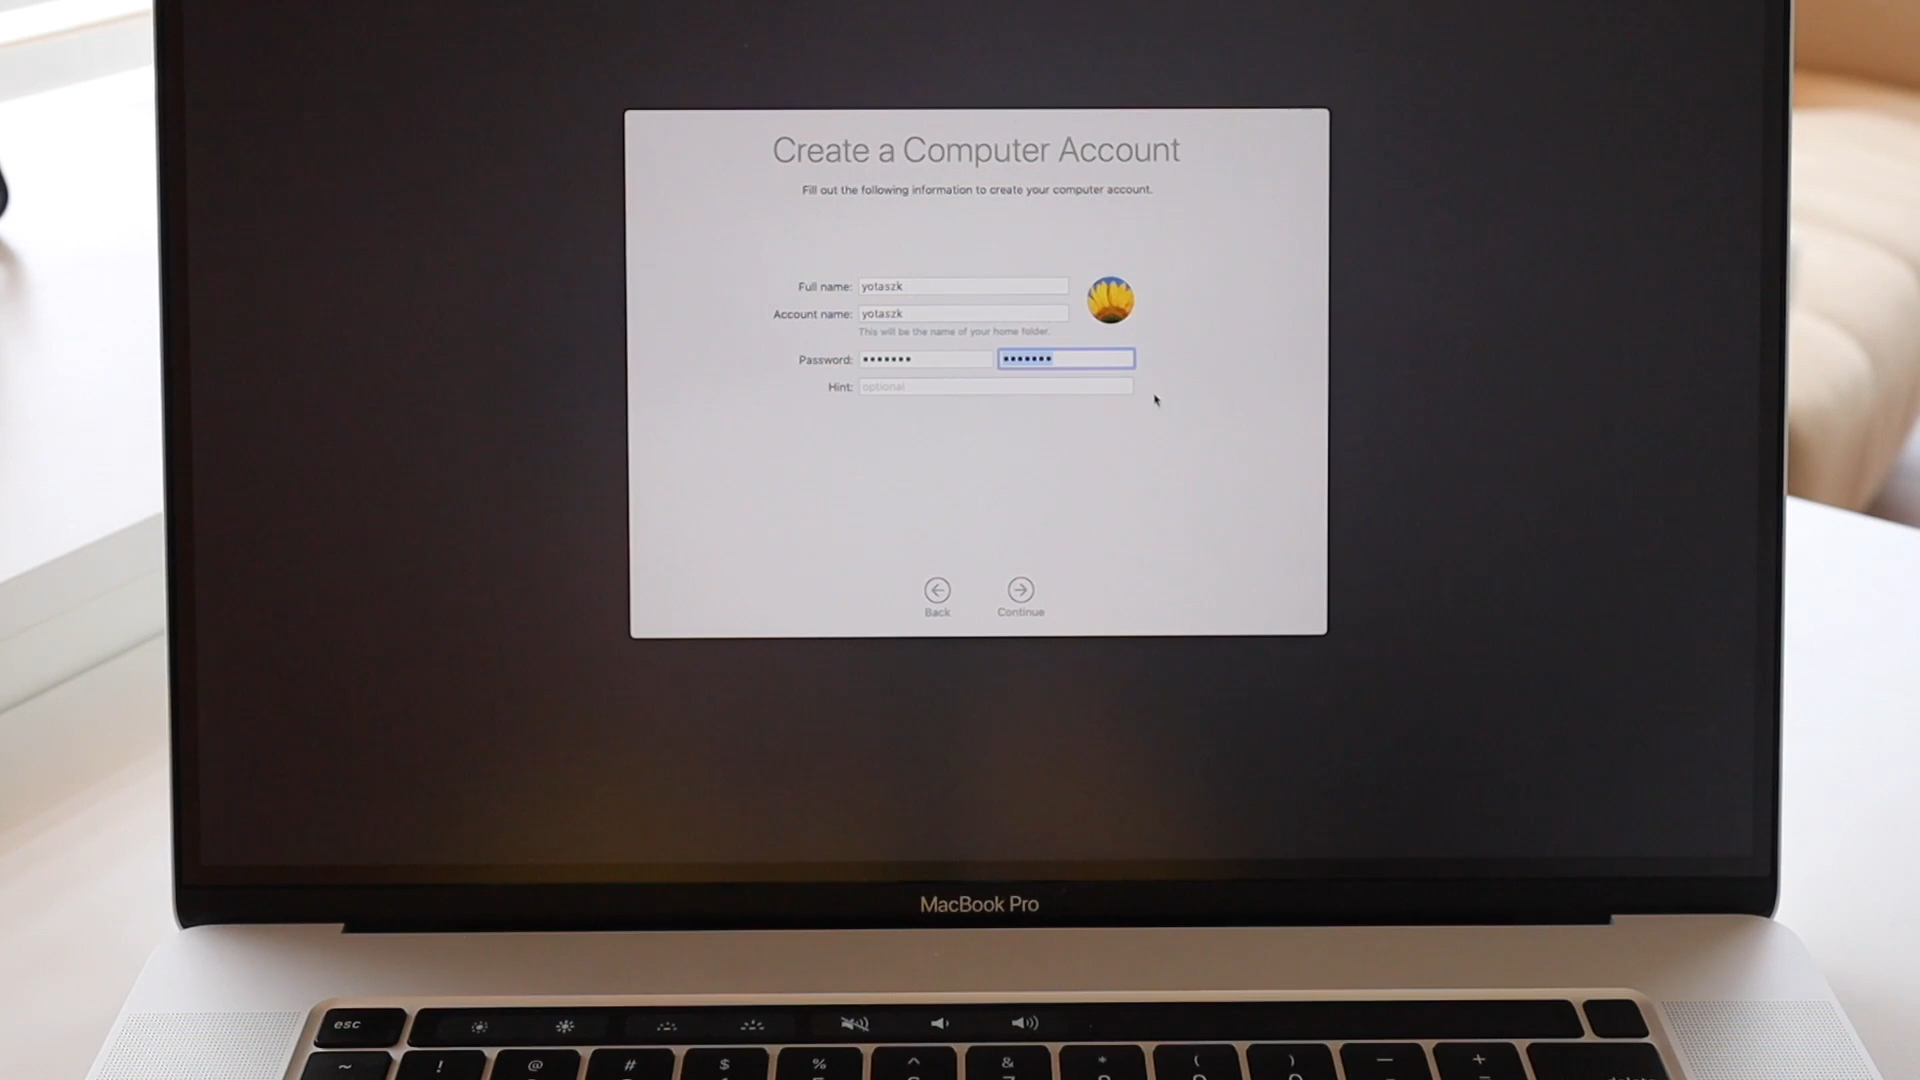 Create a Computer Account
Fill out the following information to create your computer account.
Full name: yotaszk
Account name: yotaszk
This will be the name of your home folder.
Password: ••••••• •••••••
Hint: optional
Back Continue
MacBook Pro
esc
~ ! @ # $ % ^ & * ( ) — +